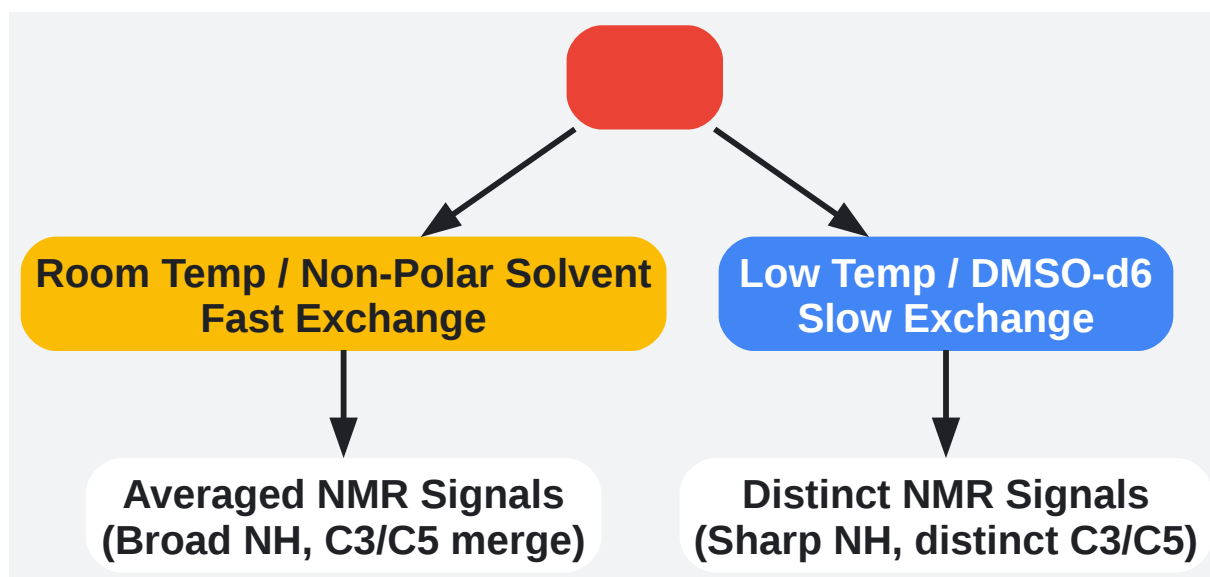 Room Temp / Non-Polar Solvent
Fast Exchange
Low Temp / DMSO-d6
Slow Exchange
Averaged NMR Signals
(Broad NH, C3/C5 merge)
Distinct NMR Signals
(Sharp NH, distinct C3/C5)